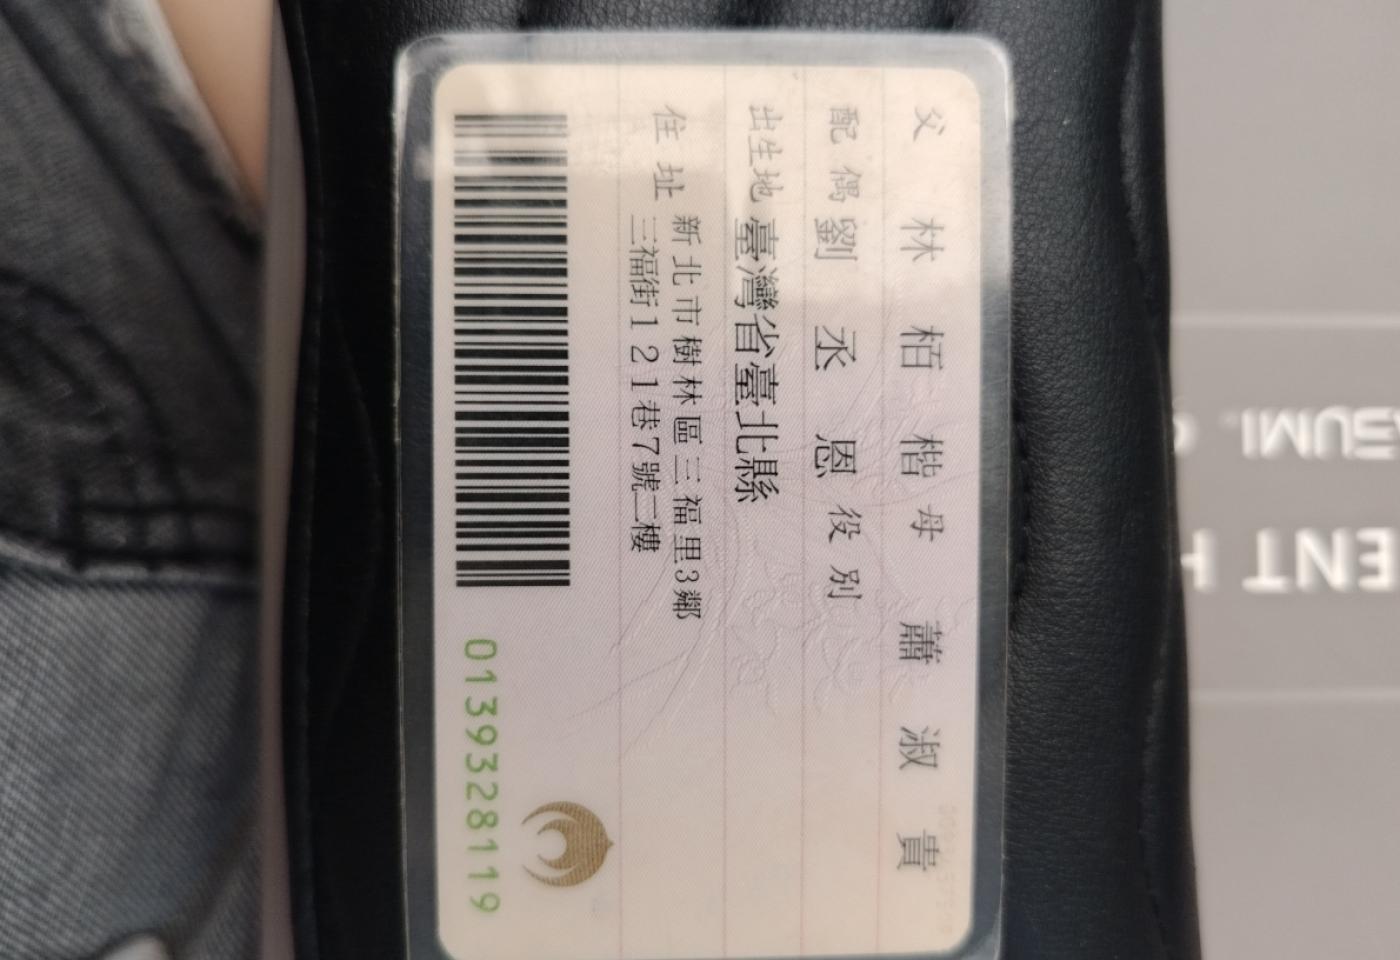 父 林 栢 楷 母 蕭 淑 貴
配偶 劉 丞 恩 役別
出生地 臺灣省臺北縣
住址 新北市樹林區三福里3鄰
三福街121巷7號二樓
0139328119
ENT H
SUMI.